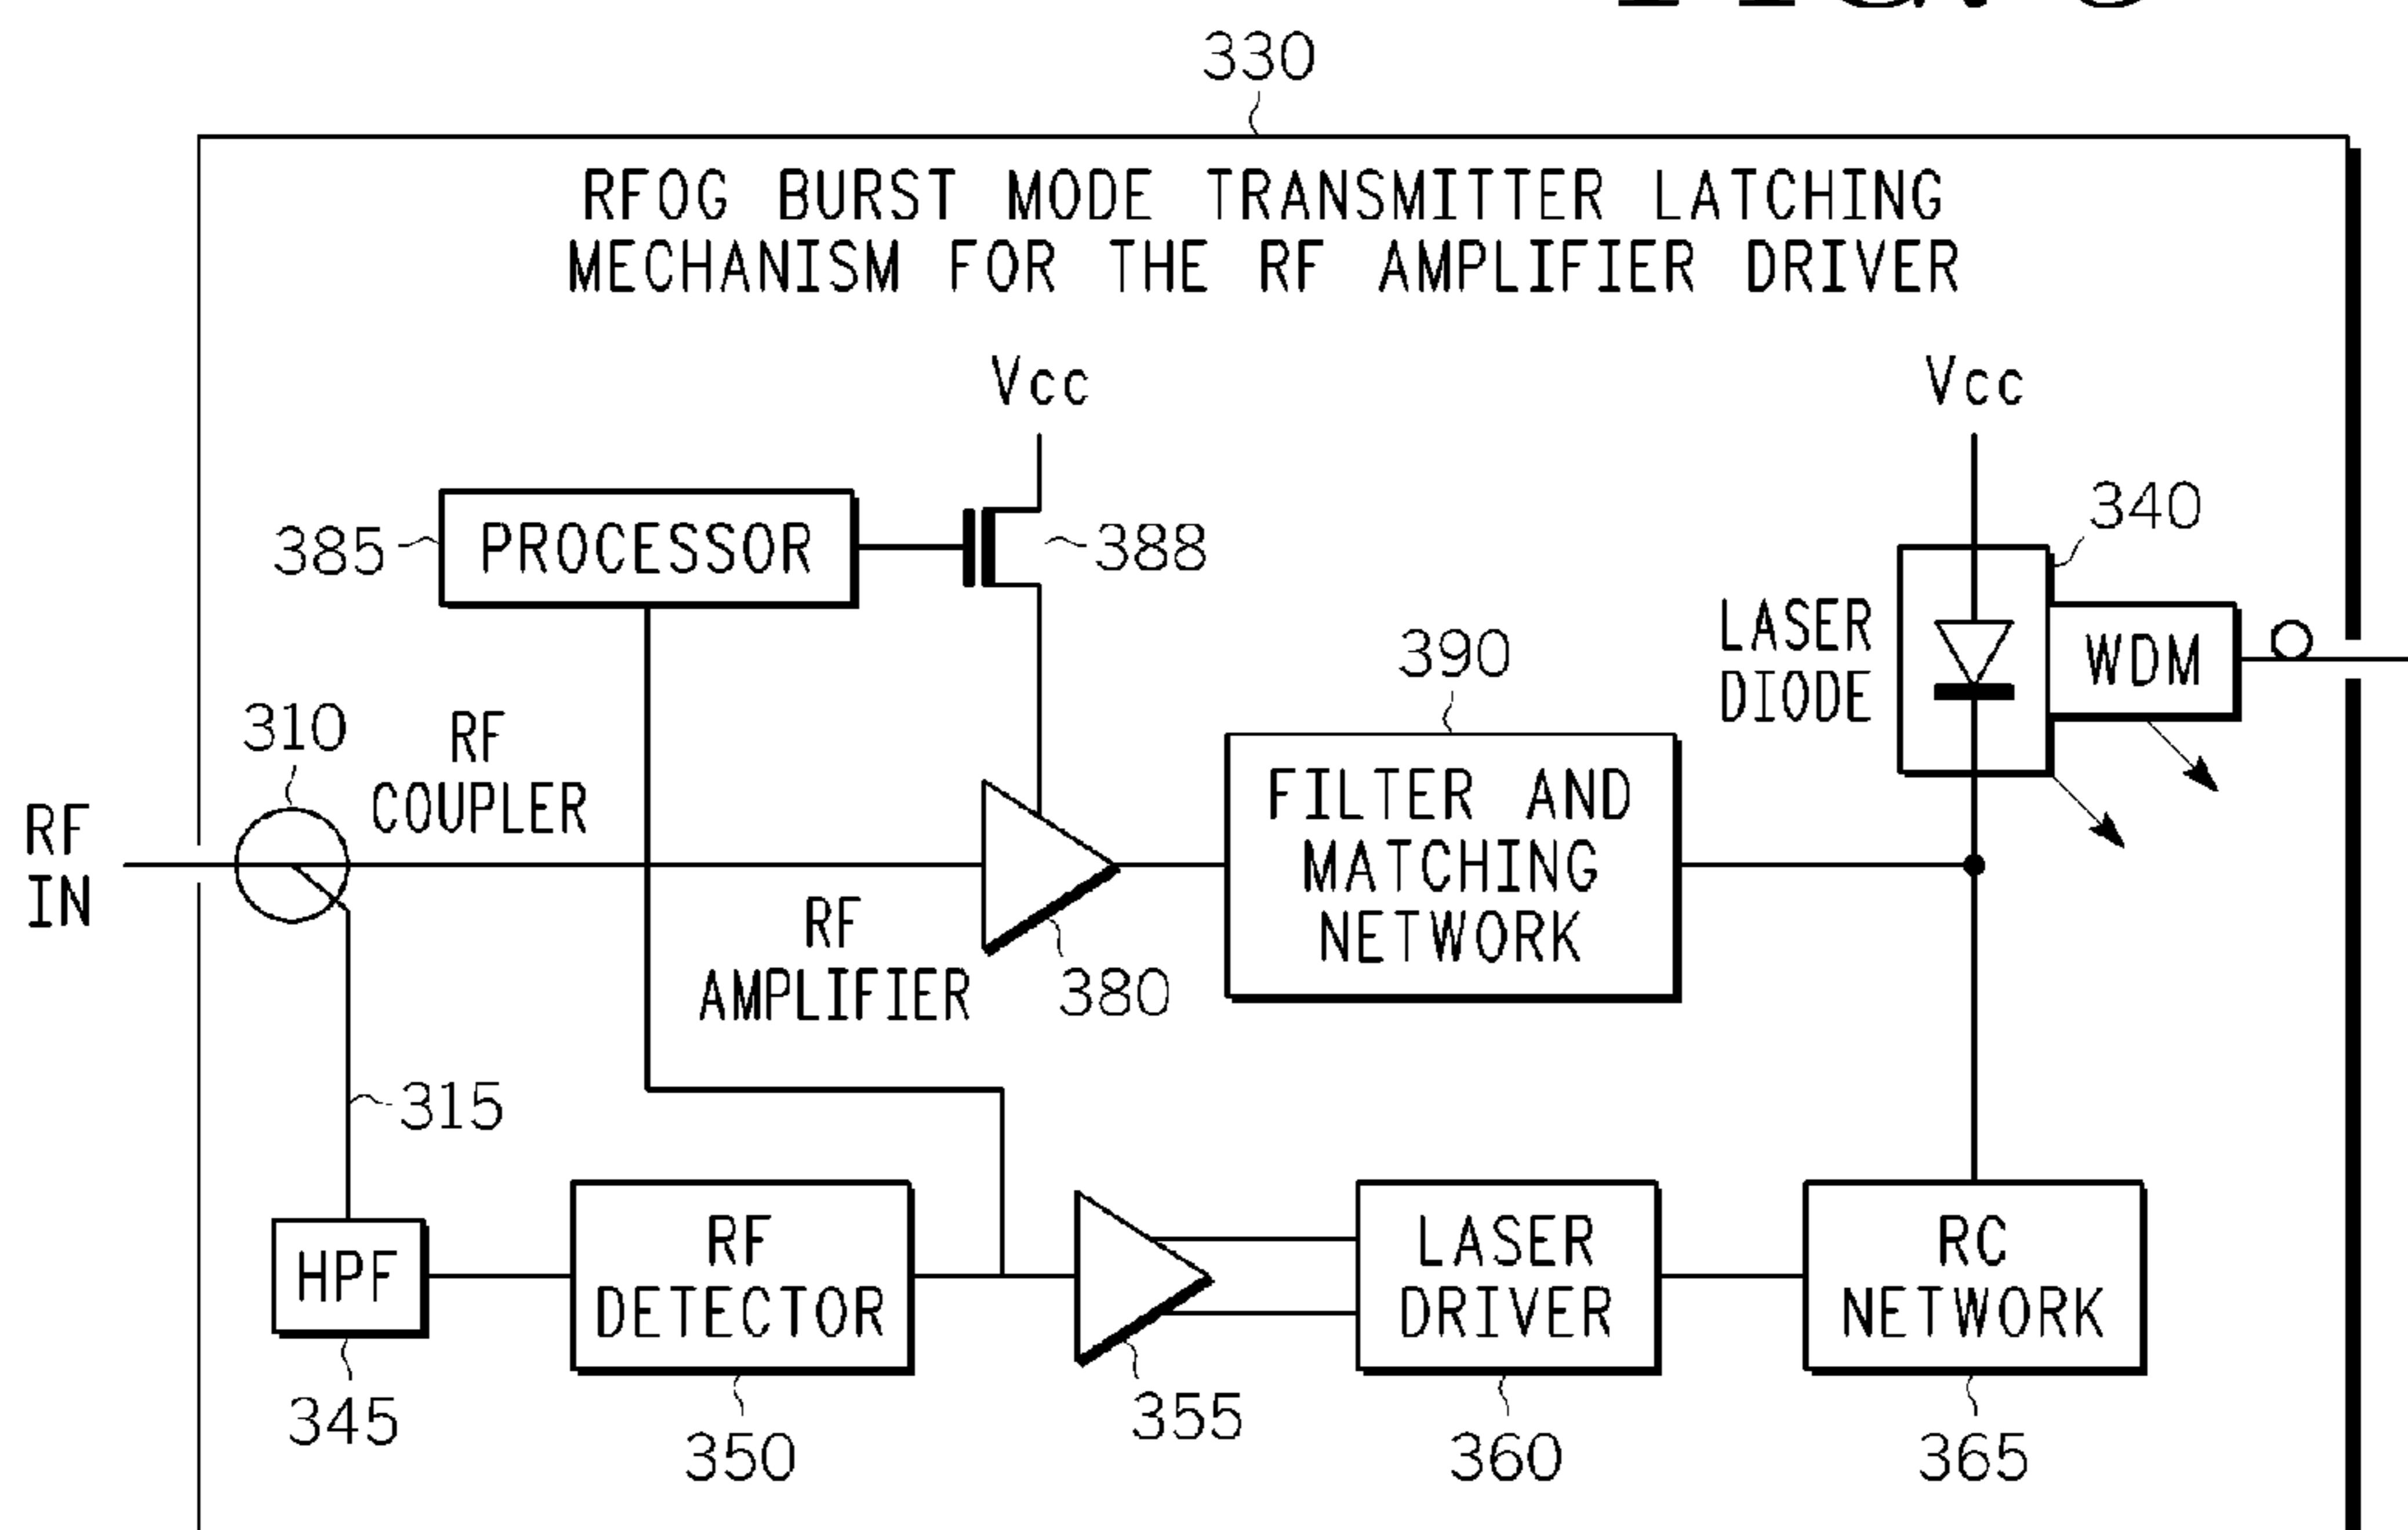 330
RFOG BURST MODE TRANSMITTER LATCHING
MECHANISM FOR THE RF AMPLIFIER DRIVER
Vcc
Vcc
385
PROCESSOR
388
340
LASER
DIODE
WDM
390
310
RF
COUPLER
RF
IN
FILTER AND
MATCHING
NETWORK
RF
AMPLIFIER
380
315
HPF
RF
DETECTOR
LASER
DRIVER
RC
NETWORK
345
350
355
360
365